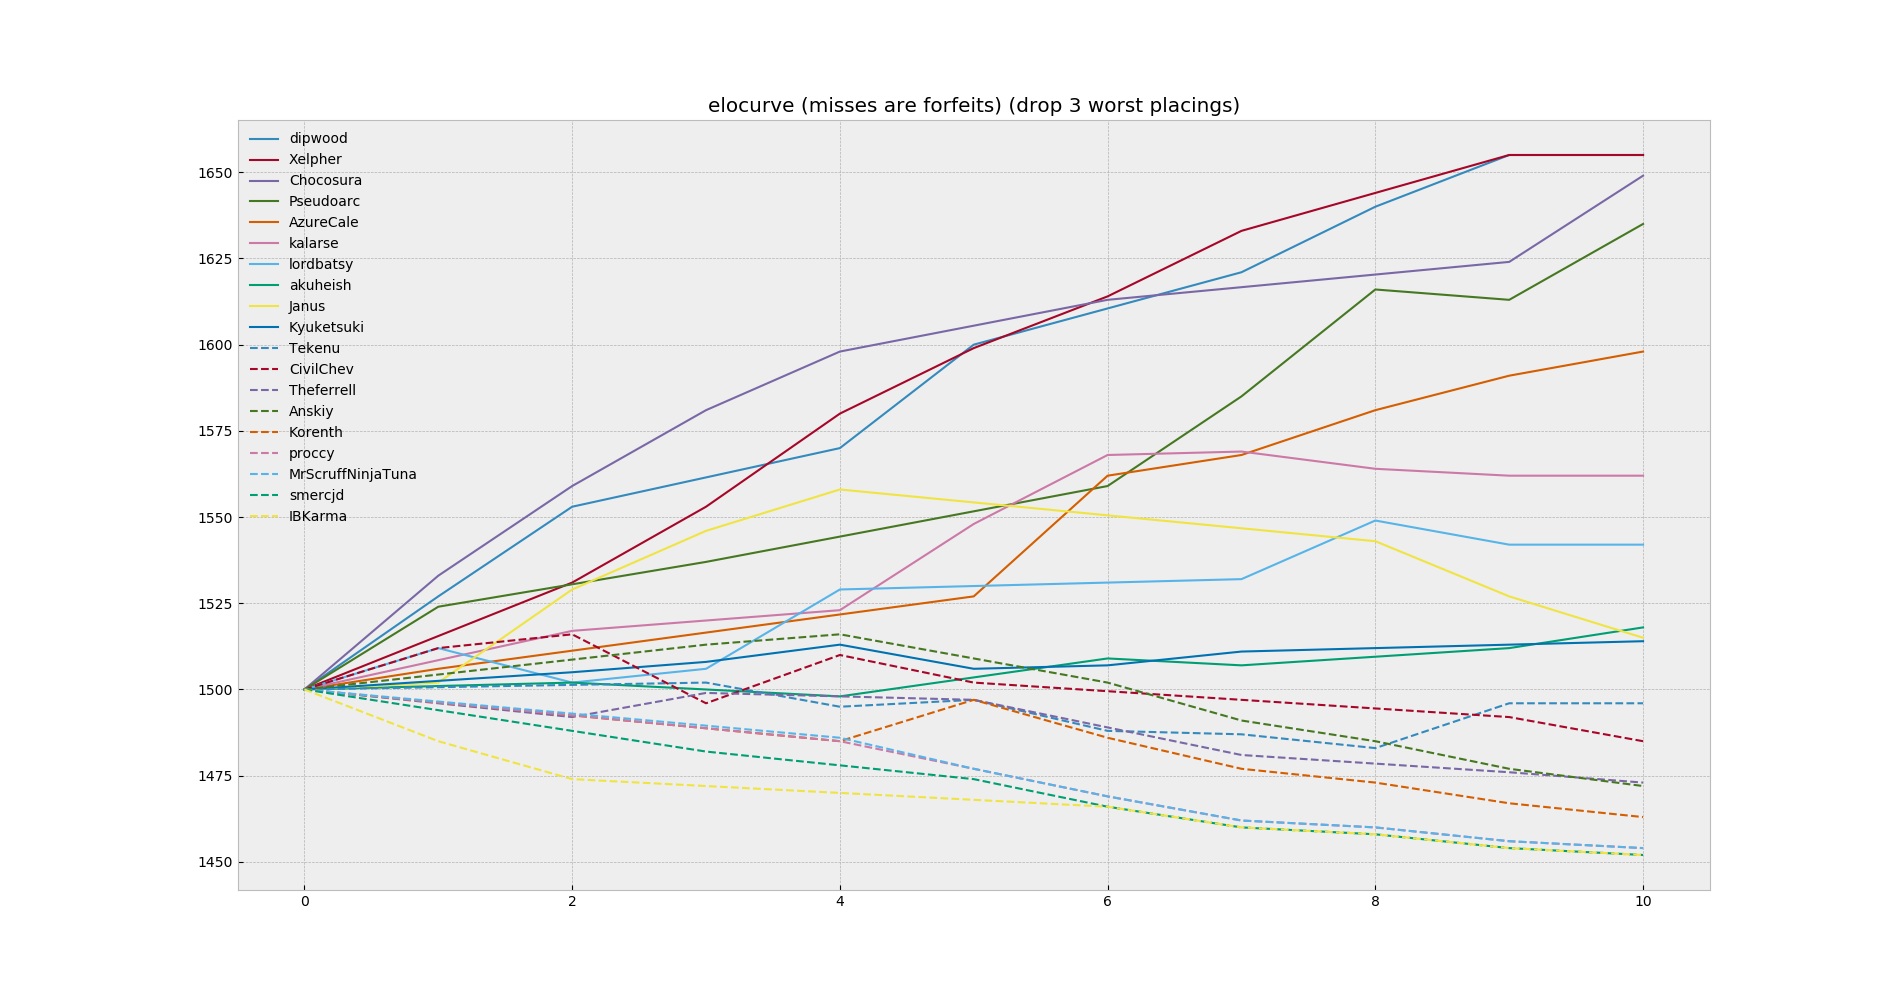 elocurve (misses are forfeits) (drop 3 worst placings)
dipwood
Xelpher
Chocosura
Pseudoarc
AzureCale
kalarse
lordbatsy
akuheish
Janus
Kyuketsuki
Tekenu
CivilChev
Theferrell
Anskiy
Korenth
proccy
MrScruffNinjaTuna
smercjd
IBKarma
1650
1625
1600
1575
1550
1525
1500
1475
1450
0 2 4 6 8 10